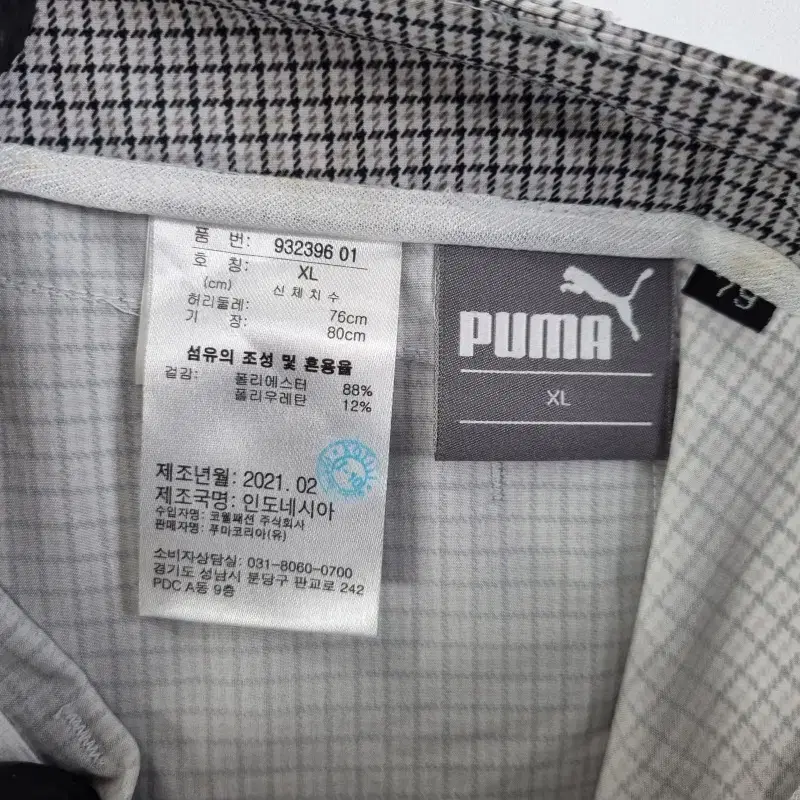 품 번: 932396 01
호 칭: XL
(cm) 신체치수
허리둘레: 76cm
기 장: 80cm
섬유의 조성 및 혼용율
겉감: 폴리에스터 88%
폴리우레탄 12%
제조년월: 2021. 02
제조국명: 인도네시아
수입자명: 코웰패션 주식회사
판매자명: 푸마코리아(유)
소비자상담실: 031-8060-0700
경기도 성남시 분당구 판교로 242
PDC A동 9층
PUMA
XL
79